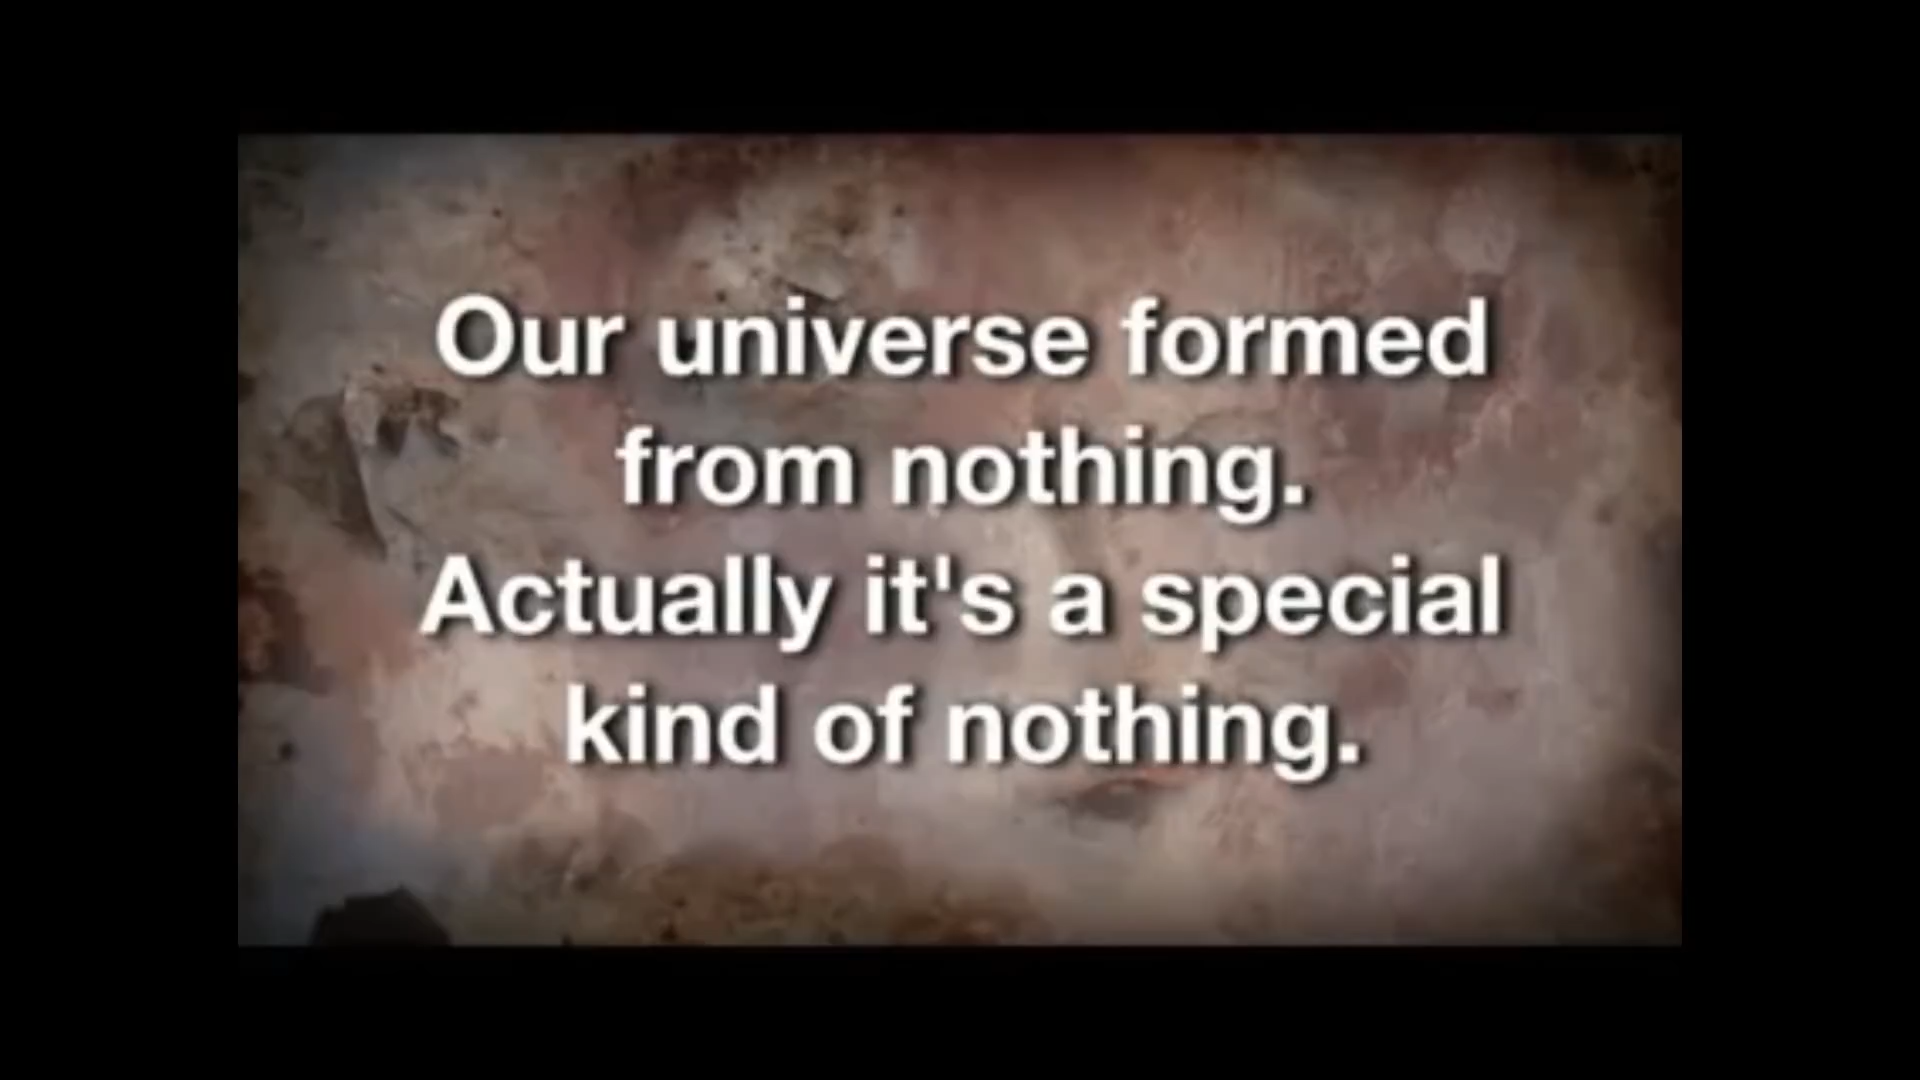 Our universe formed
from nothing.
Actually it's a special
kind of nothing.